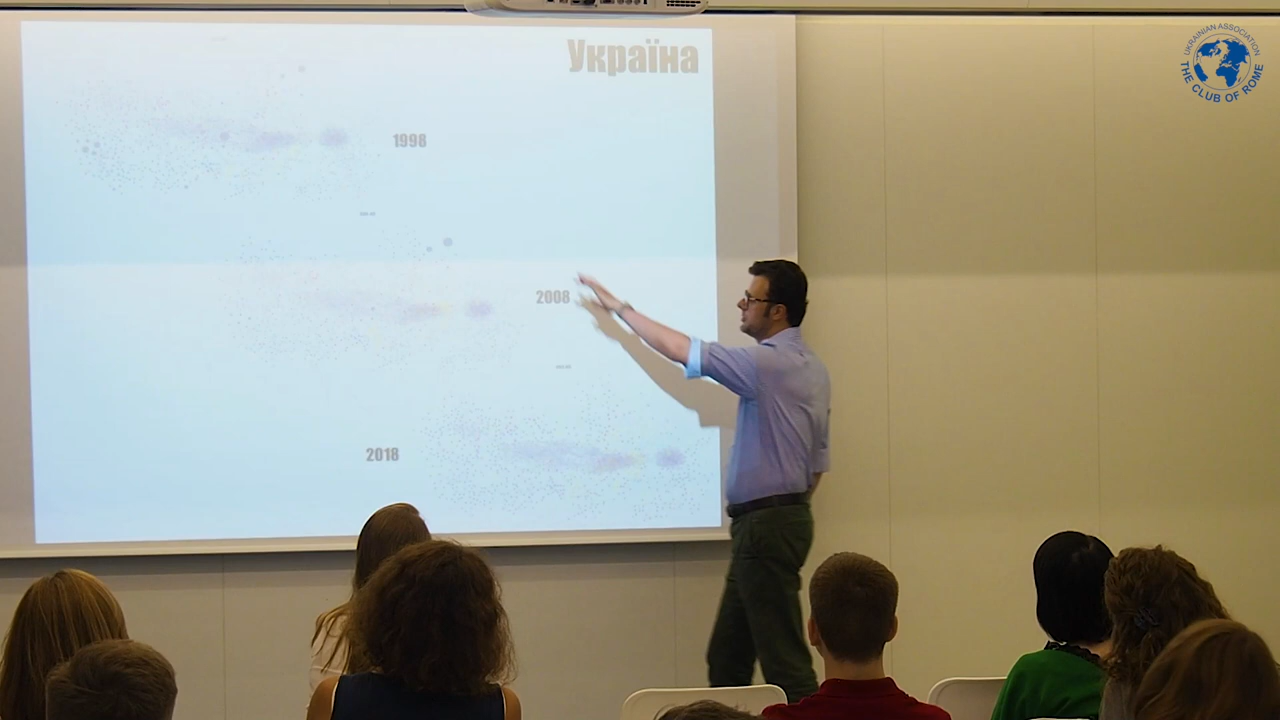 Україна
1998
2008
2018
UKRAINIAN ASSOCIATION
THE CLUB OF ROME